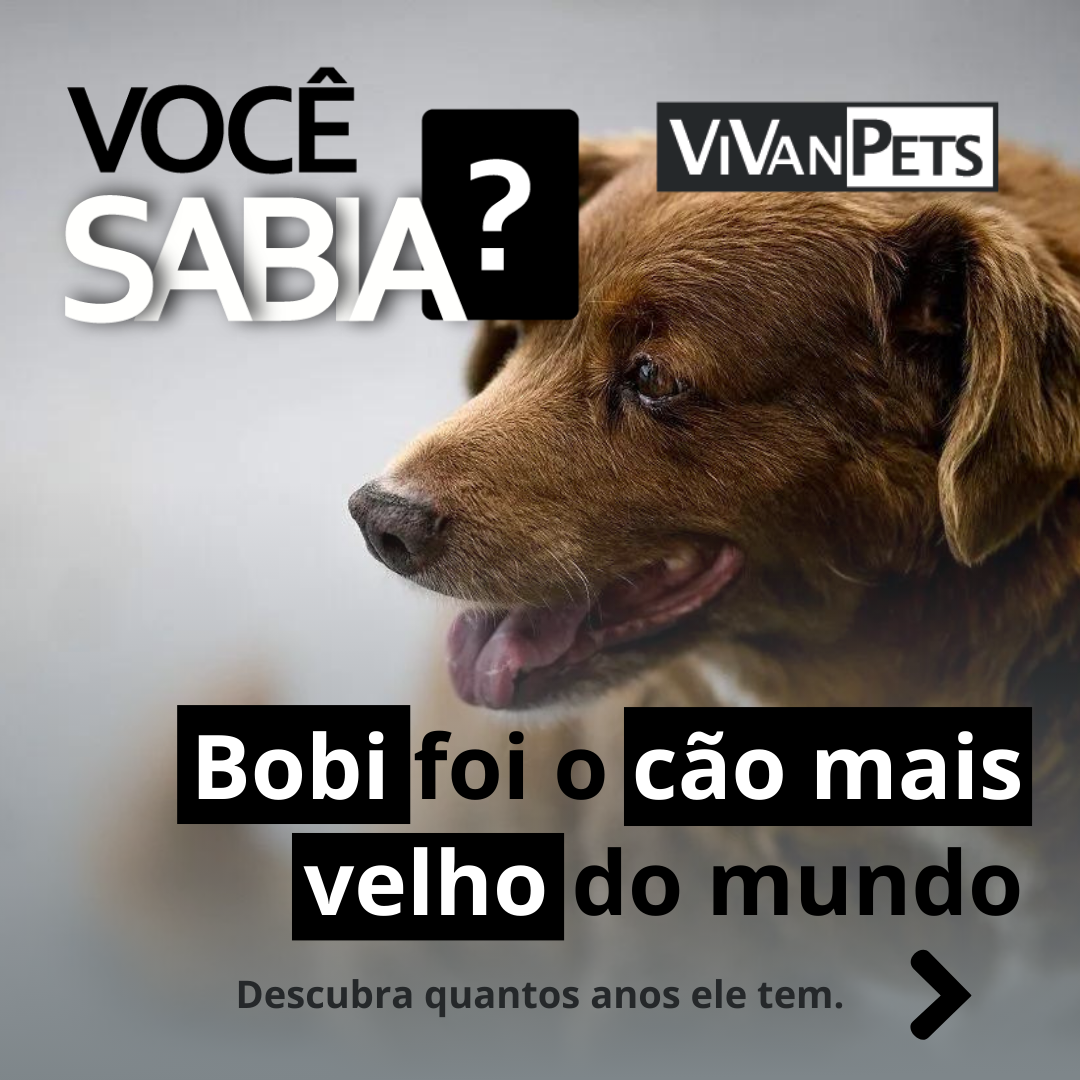 VOCÊ
SABIA?
ViVanPets
Bobi foi o cão mais
velho do mundo
Descubra quantos anos ele tem.